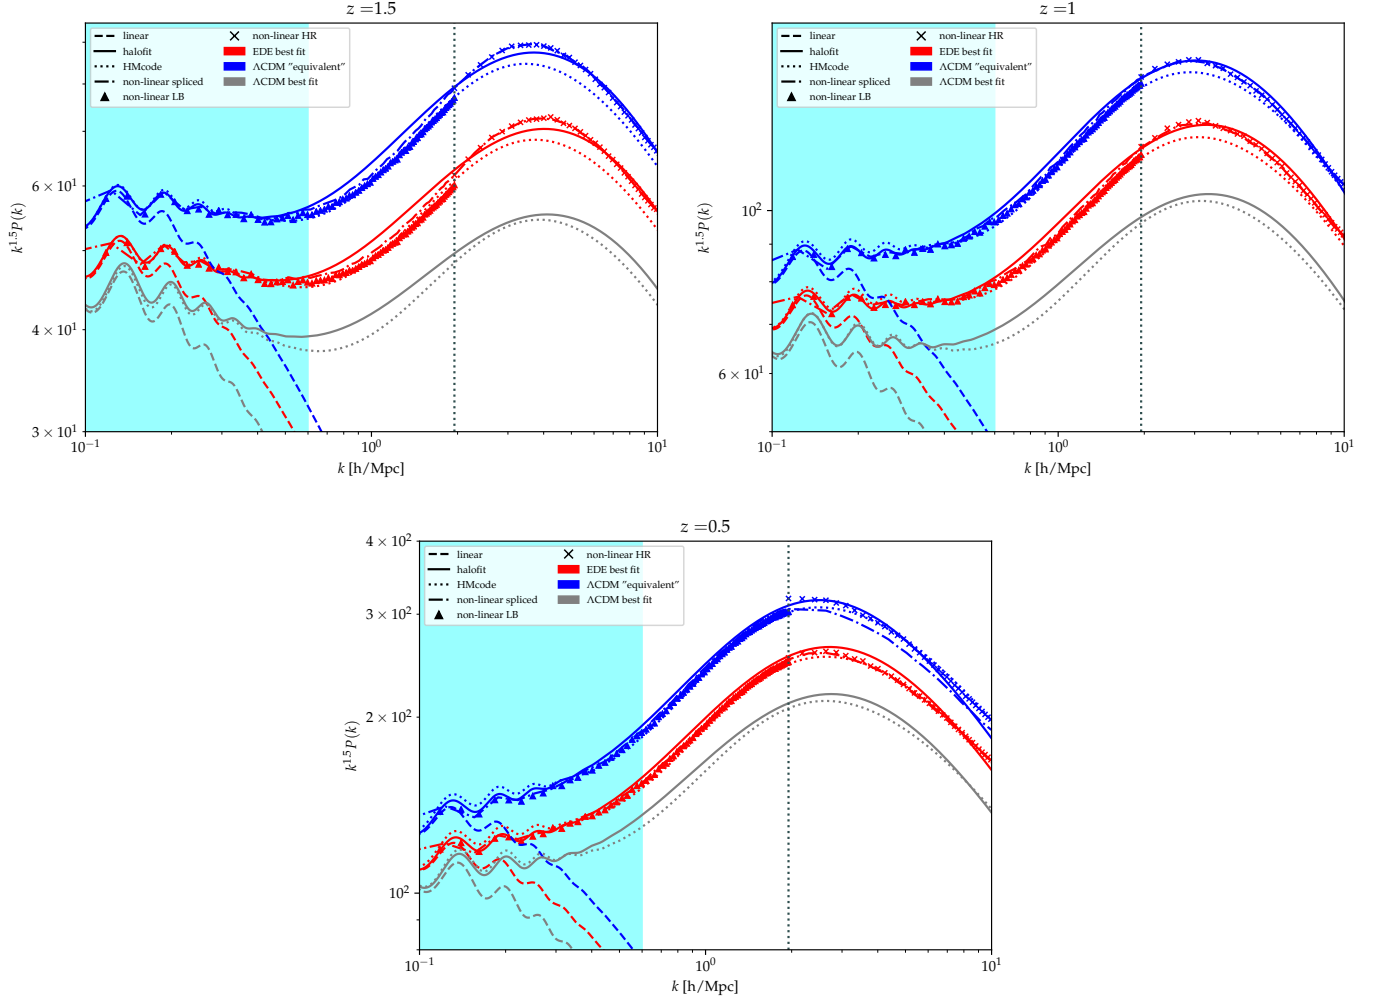 z =1.5
linear
halofit
HMcode
non-linear spliced
non-linear LB
non-linear HR
EDE best fit
ΛCDM "equivalent"
ΛCDM best fit
6 × 10¹
4 × 10¹
3 × 10¹
k^{1.5}P(k)
10⁻¹
10⁰
10¹
k [h/Mpc]
z =1
linear
halofit
HMcode
non-linear spliced
non-linear LB
non-linear HR
EDE best fit
ΛCDM "equivalent"
ΛCDM best fit
10²
6 × 10¹
k^{1.5}P(k)
10⁻¹
10⁰
10¹
k [h/Mpc]
z =0.5
linear
halofit
HMcode
non-linear spliced
non-linear LB
non-linear HR
EDE best fit
ΛCDM "equivalent"
ΛCDM best fit
4 × 10²
3 × 10²
2 × 10²
10²
k^{1.5}P(k)
10⁻¹
10⁰
10¹
k [h/Mpc]